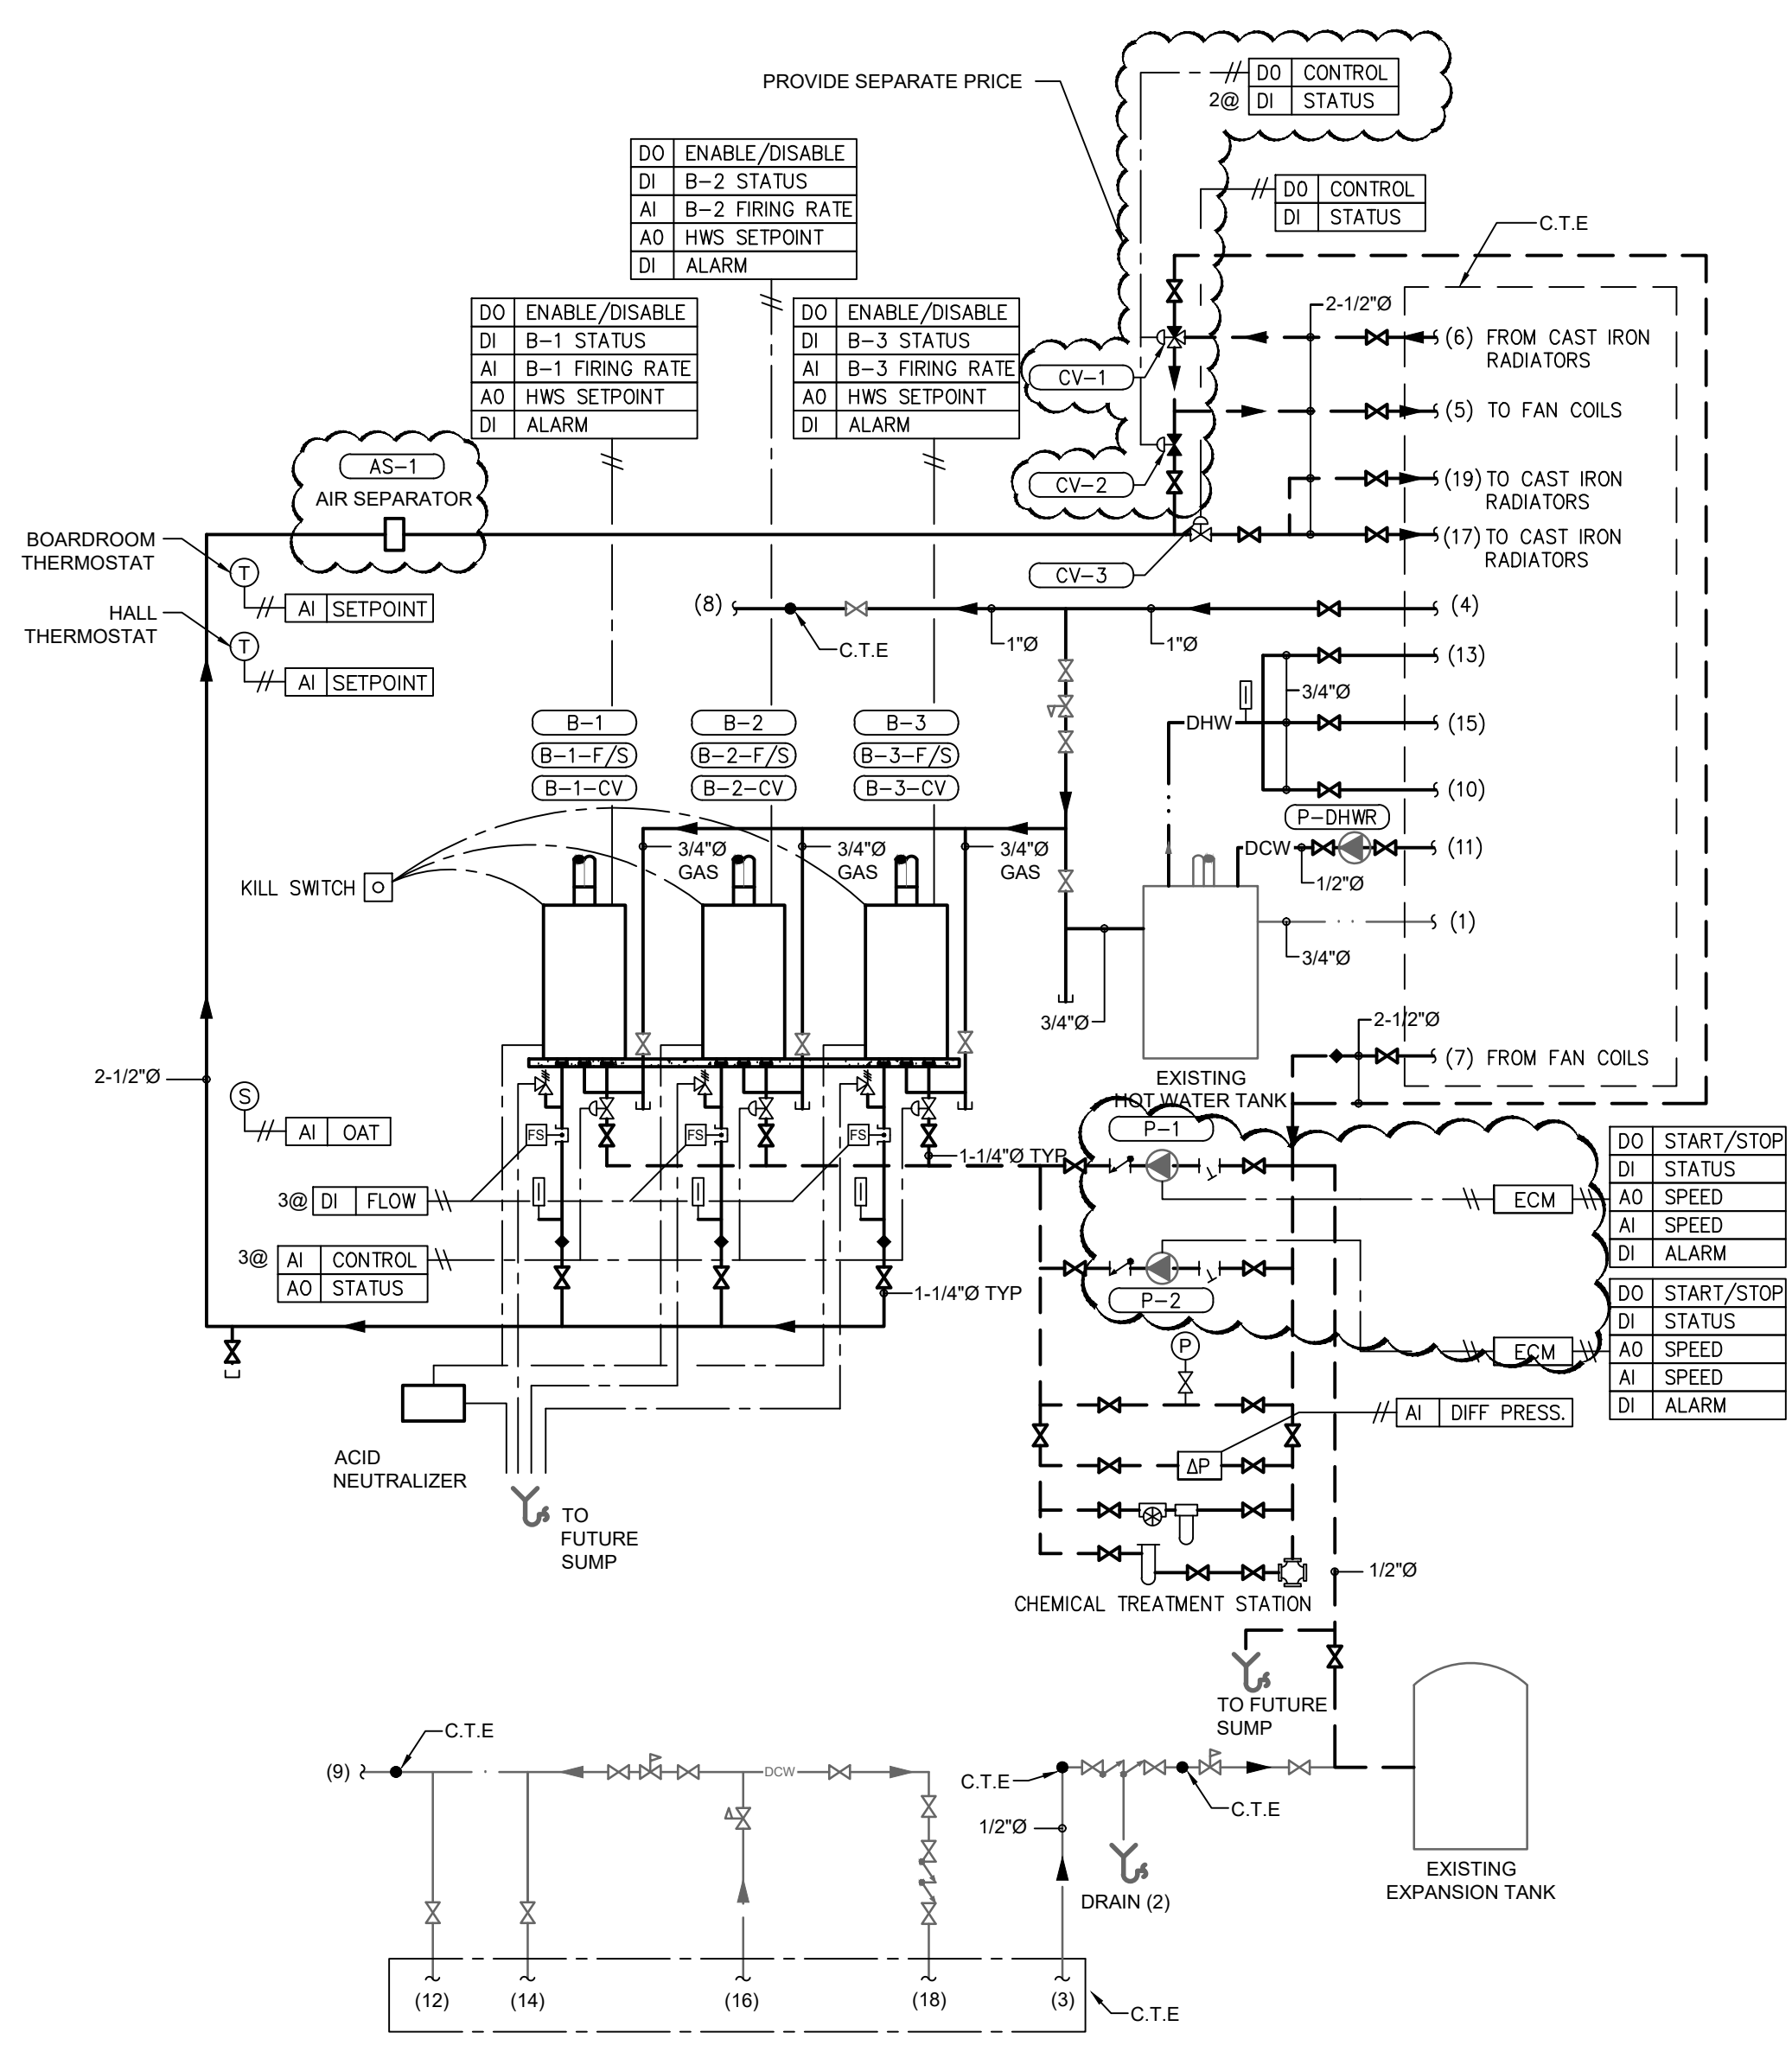 PROVIDE SEPARATE PRICE
DO CONTROL
2@ DI STATUS
DO ENABLE/DISABLE
DI B-2 STATUS
AI B-2 FIRING RATE
AO HWS SETPOINT
DI ALARM
DO CONTROL
DI STATUS
C.T.E
DO ENABLE/DISABLE
DI B-1 STATUS
AI B-1 FIRING RATE
AO HWS SETPOINT
DI ALARM
DO ENABLE/DISABLE
DI B-3 STATUS
AI B-3 FIRING RATE
AO HWS SETPOINT
DI ALARM
2-1/2"Ø
(6) FROM CAST IRON
RADIATORS
CV-1
(5) TO FAN COILS
AS-1
AIR SEPARATOR
CV-2
(19) TO CAST IRON
RADIATORS
(17) TO CAST IRON
RADIATORS
BOARDROOM
THERMOSTAT
T
AI SETPOINT
CV-3
HALL
THERMOSTAT
T
AI SETPOINT
(8)
C.T.E
1"Ø
1"Ø
(4)
(13)
3/4"Ø
DHW
(15)
(10)
B-1
B-1-F/S
B-1-CV
B-2
B-2-F/S
B-2-CV
B-3
B-3-F/S
B-3-CV
P-DHWR
DCW
(11)
1/2"Ø
3/4"Ø
GAS
3/4"Ø
GAS
3/4"Ø
GAS
KILL SWITCH
(1)
3/4"Ø
3/4"Ø
2-1/2"Ø
(7) FROM FAN COILS
EXISTING
HOT WATER TANK
2-1/2"Ø
S
AI OAT
FS
FS
FS
P-1
1-1/4"Ø TYP
DO START/STOP
DI STATUS
AO SPEED
AI SPEED
DI ALARM
ECM
3@ DI FLOW
3@ AI CONTROL
AO STATUS
1-1/4"Ø TYP
P-2
DO START/STOP
DI STATUS
AO SPEED
AI SPEED
DI ALARM
ECM
P
AI DIFF PRESS.
ΔP
ACID
NEUTRALIZER
TO
FUTURE
SUMP
1/2"Ø
CHEMICAL TREATMENT STATION
TO FUTURE
SUMP
C.T.E
(9)
DCW
C.T.E
C.T.E
1/2"Ø
DRAIN (2)
EXISTING
EXPANSION TANK
(12)
(14)
(16)
(18)
(3)
C.T.E